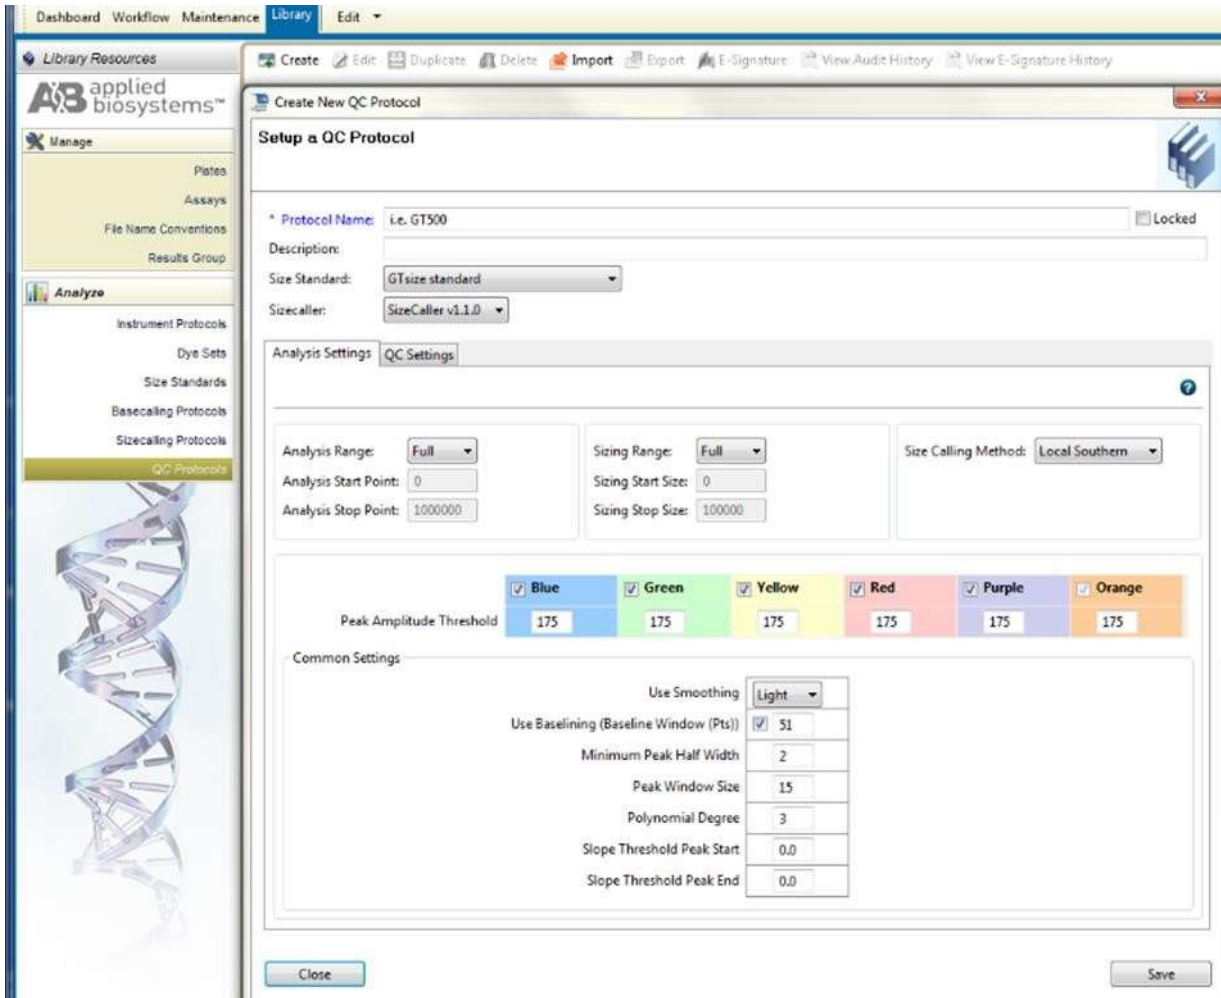 Dashboard Workflow Maintenance Library Edit
Library Resources
Create Edit Duplicate Delete Import Export E-Signature View Audit History View E-Signature History
AB applied biosystems™
Create New QC Protocol
Setup a QC Protocol
Manage
Plates
Assays
File Name Conventions
Results Group
Analyze
Instrument Protocols
Dye Sets
Size Standards
Basecalling Protocols
Sizecalling Protocols
QC Protocols
* Protocol Name: i.e. GT500 Locked
Description:
Size Standard: GTsize standard
Sizecaller: SizeCaller v1.1.0
Analysis Settings QC Settings
Analysis Range: Full Sizing Range: Full Size Calling Method: Local Southern
Analysis Start Point: 0 Sizing Start Size: 0
Analysis Stop Point: 1000000 Sizing Stop Size: 100000
Blue Green Yellow Red Purple Orange
Peak Amplitude Threshold 175 175 175 175 175 175
Common Settings
Use Smoothing Light
Use Baselining (Baseline Window (Pts)) 51
Minimum Peak Half Width 2
Peak Window Size 15
Polynomial Degree 3
Slope Threshold Peak Start 0.0
Slope Threshold Peak End 0.0
Close Save